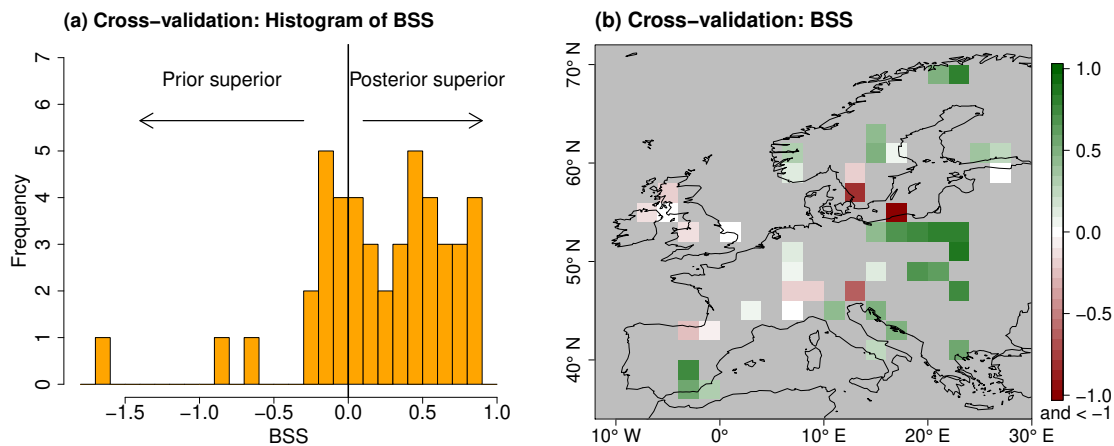 (a) Cross−validation: Histogram of BSS
Prior superior
Posterior superior
Frequency
0
1
2
3
4
5
6
7
−1.5
−1.0
−0.5
0.0
0.5
1.0
BSS
(b) Cross−validation: BSS
70° N
60° N
50° N
40° N
10° W
0°
10° E
20° E
30° E
1.0
0.5
0.0
−0.5
−1.0
and < −1